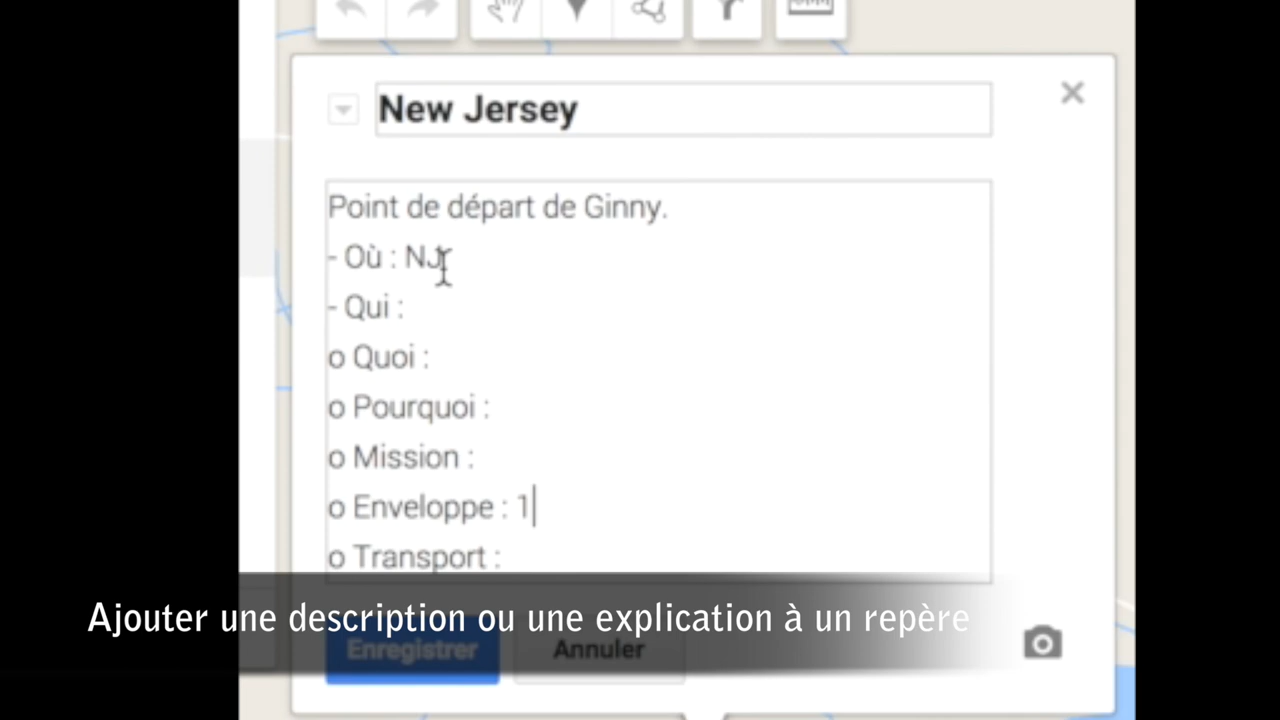 New Jersey
Point de départ de Ginny.
- Où : NJ
- Qui :
o Quoi :
o Pourquoi :
o Mission :
o Enveloppe : 1
o Transport :
Ajouter une description ou une explication à un repère
Enregistrer
Annuler